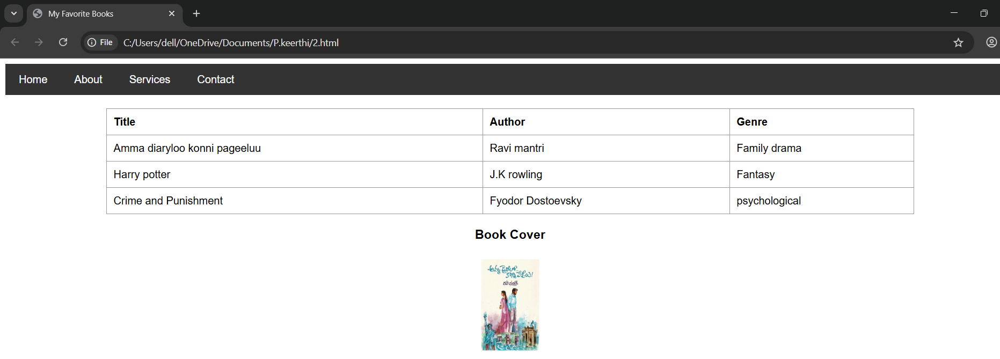 My Favorite Books
File C:/Users/dell/OneDrive/Documents/P.keerthi/2.html
Home About Services Contact
Title Author Genre
Amma diaryloo konni pageeluu Ravi mantri Family drama
Harry potter J.K rowling Fantasy
Crime and Punishment Fyodor Dostoevsky psychological
Book Cover
అమ్మ డైరీలో
కొన్ని పేజీలు!
రవి మంత్రి